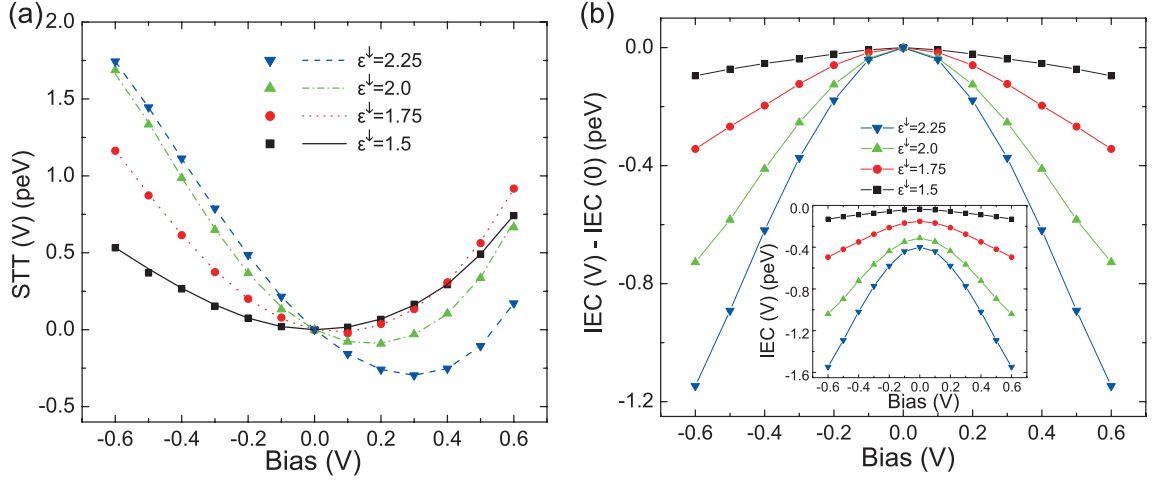 (a)
STT (V) (peV)
2.0
1.5
1.0
0.5
0.0
-0.5
ε↓=2.25
ε↓=2.0
ε↓=1.75
ε↓=1.5
-0.6 -0.4 -0.2 0.0 0.2 0.4 0.6
Bias (V)
(b)
IEC (V) - IEC (0) (peV)
0.0
-0.4
-0.8
-1.2
ε↓=2.25
ε↓=2.0
ε↓=1.75
ε↓=1.5
IEC (V) (peV)
0.0
-0.4
-0.8
-1.2
-1.6
-0.6 -0.4 -0.2 0.0 0.2 0.4 0.6
Bias (V)
-0.6 -0.4 -0.2 0.0 0.2 0.4 0.6
Bias (V)